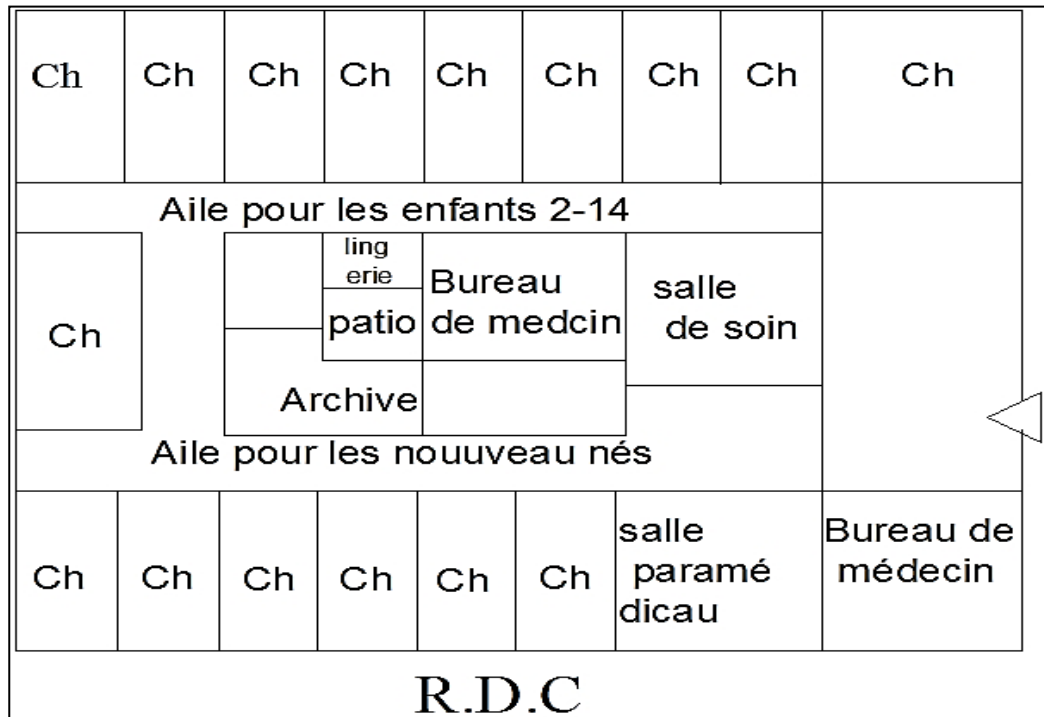 Ch Ch Ch Ch Ch Ch Ch Ch Ch
Aile pour les enfants 2-14
Ch
ling
erie
patio
Bureau
de medcin
salle
de soin
Archive
Aile pour les nouuveau nés
Ch Ch Ch Ch Ch Ch
salle
paramé
dicau
Bureau de
médecin
R.D.C